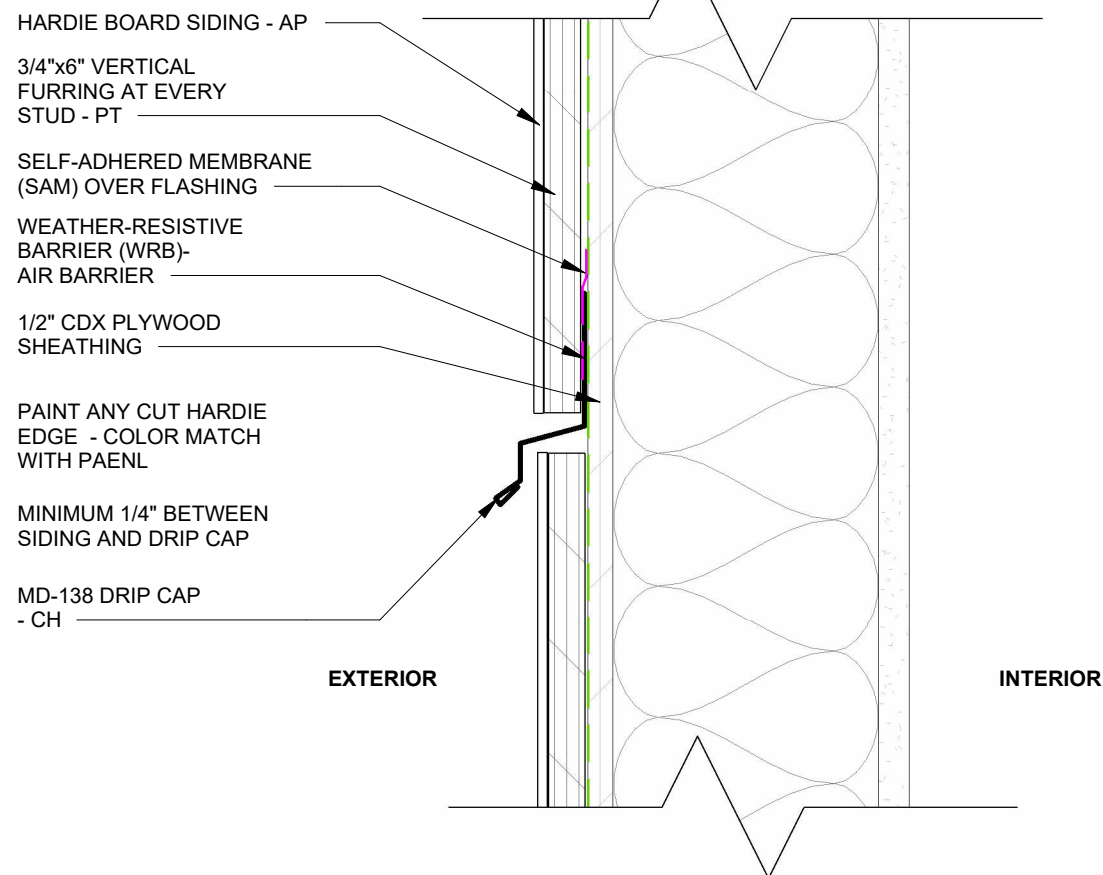 HARDIE BOARD SIDING - AP
3/4"x6" VERTICAL
FURRING AT EVERY
STUD - PT
SELF-ADHERED MEMBRANE
(SAM) OVER FLASHING
WEATHER-RESISTIVE
BARRIER (WRB)-
AIR BARRIER
1/2" CDX PLYWOOD
SHEATHING
PAINT ANY CUT HARDIE
EDGE - COLOR MATCH
WITH PAENL
MINIMUM 1/4" BETWEEN
SIDING AND DRIP CAP
MD-138 DRIP CAP
- CH
EXTERIOR
INTERIOR